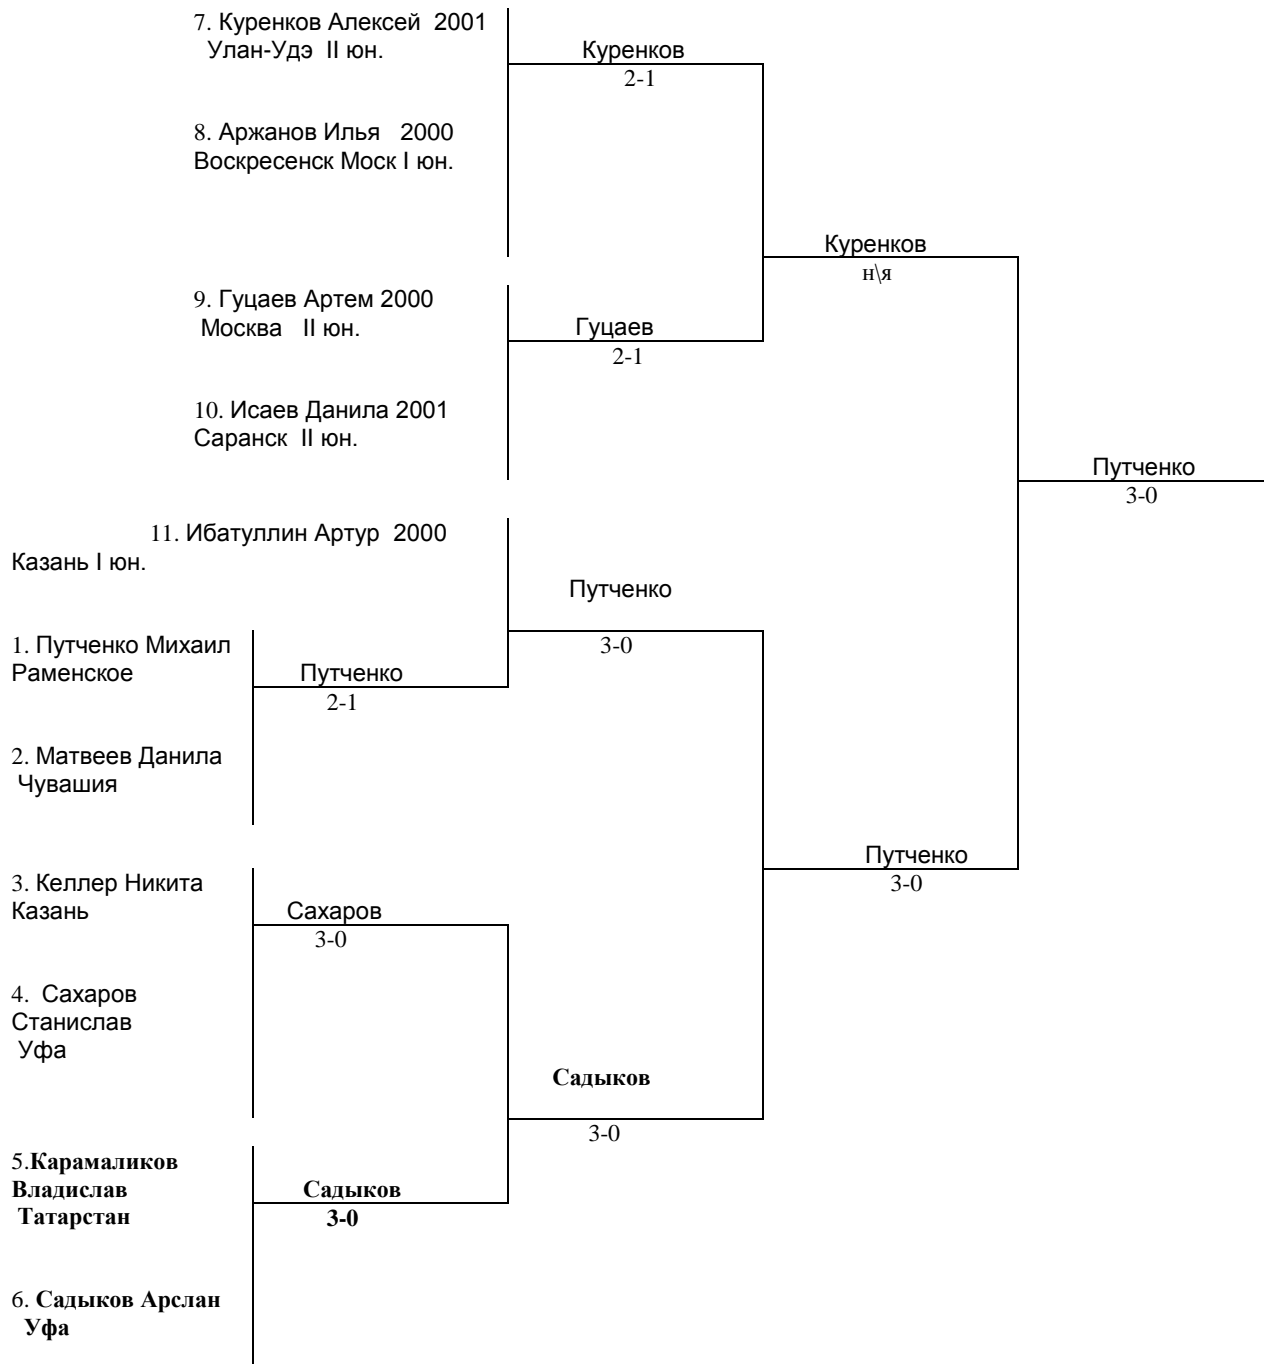 7. Куренков Алексей 2001
Улан-Удэ II юн.
Куренков
2-1
8. Аржанов Илья 2000
Воскресенск Моск I юн.
Куренков
н\я
9. Гуцаев Артем 2000
Москва II юн.
Гуцаев
2-1
10. Исаев Данила 2001
Саранск II юн.
Путченко
3-0
11. Ибатуллин Артур 2000
Казань I юн.
Путченко
3-0
1. Путченко Михаил
Раменское
Путченко
2-1
2. Матвеев Данила
Чувашия
Путченко
3-0
3. Келлер Никита
Казань
Сахаров
3-0
4. Сахаров
Станислав
Уфа
Садыков
3-0
5.Карамаликов
Владислав
Татарстан
Садыков
3-0
6. Садыков Арслан
Уфа